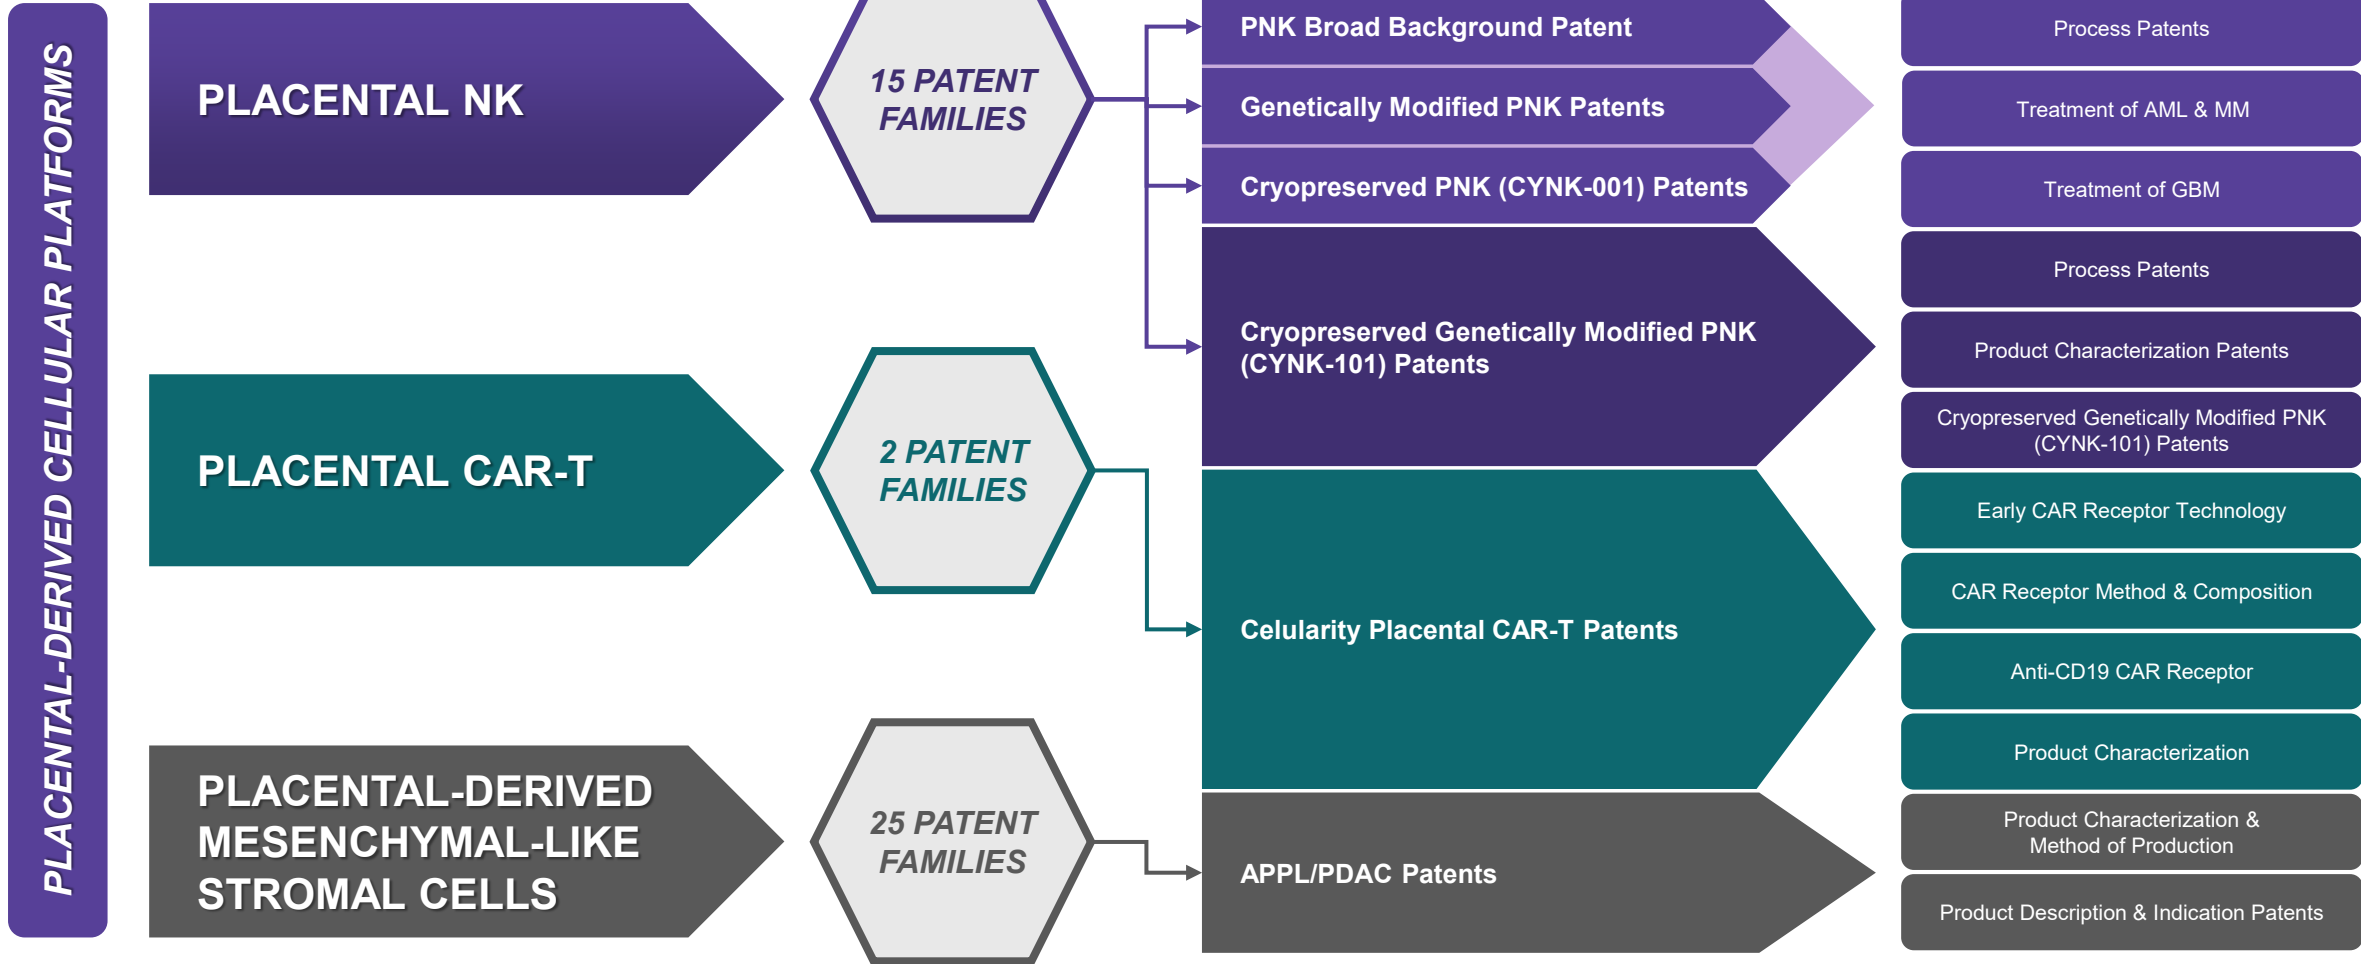 PLACENTAL-DERIVED CELLULAR PLATFORMS
PLACENTAL NK
15 PATENT
FAMILIES
PNK Broad Background Patent
Genetically Modified PNK Patents
Cryopreserved PNK (CYNK-001) Patents
Cryopreserved Genetically Modified PNK
(CYNK-101) Patents
Process Patents
Treatment of AML & MM
Treatment of GBM
Process Patents
Product Characterization Patents
Cryopreserved Genetically Modified PNK
(CYNK-101) Patents
PLACENTAL CAR-T
2 PATENT
FAMILIES
Celularity Placental CAR-T Patents
Early CAR Receptor Technology
CAR Receptor Method & Composition
Anti-CD19 CAR Receptor
Product Characterization
PLACENTAL-DERIVED
MESENCHYMAL-LIKE
STROMAL CELLS
25 PATENT
FAMILIES
APPL/PDAC Patents
Product Characterization &
Method of Production
Product Description & Indication Patents